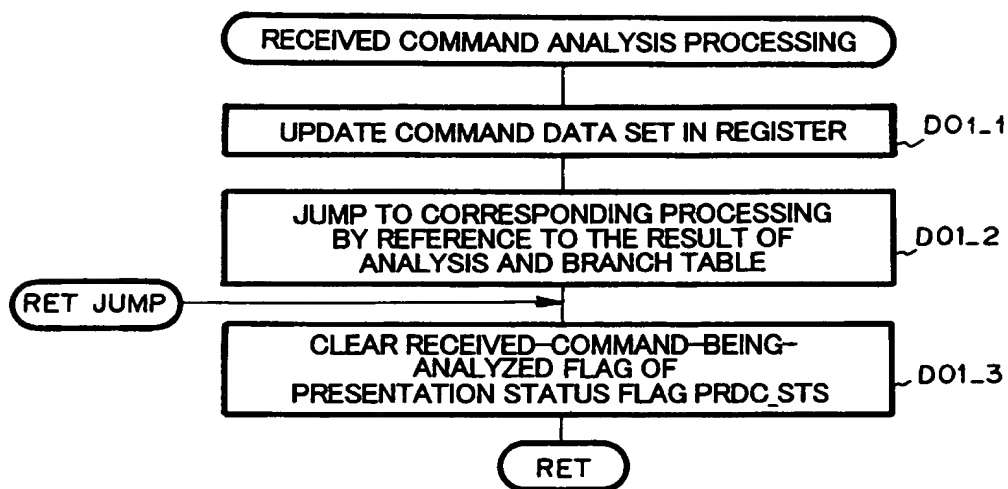 RECEIVED COMMAND ANALYSIS PROCESSING
UPDATE COMMAND DATA SET IN REGISTER
D01_1
JUMP TO CORRESPONDING PROCESSING
BY REFERENCE TO THE RESULT OF
ANALYSIS AND BRANCH TABLE
D01_2
RET JUMP
CLEAR RECEIVED-COMMAND-BEING-
ANALYZED FLAG OF
PRESENTATION STATUS FLAG PRDC_STS
D01_3
RET